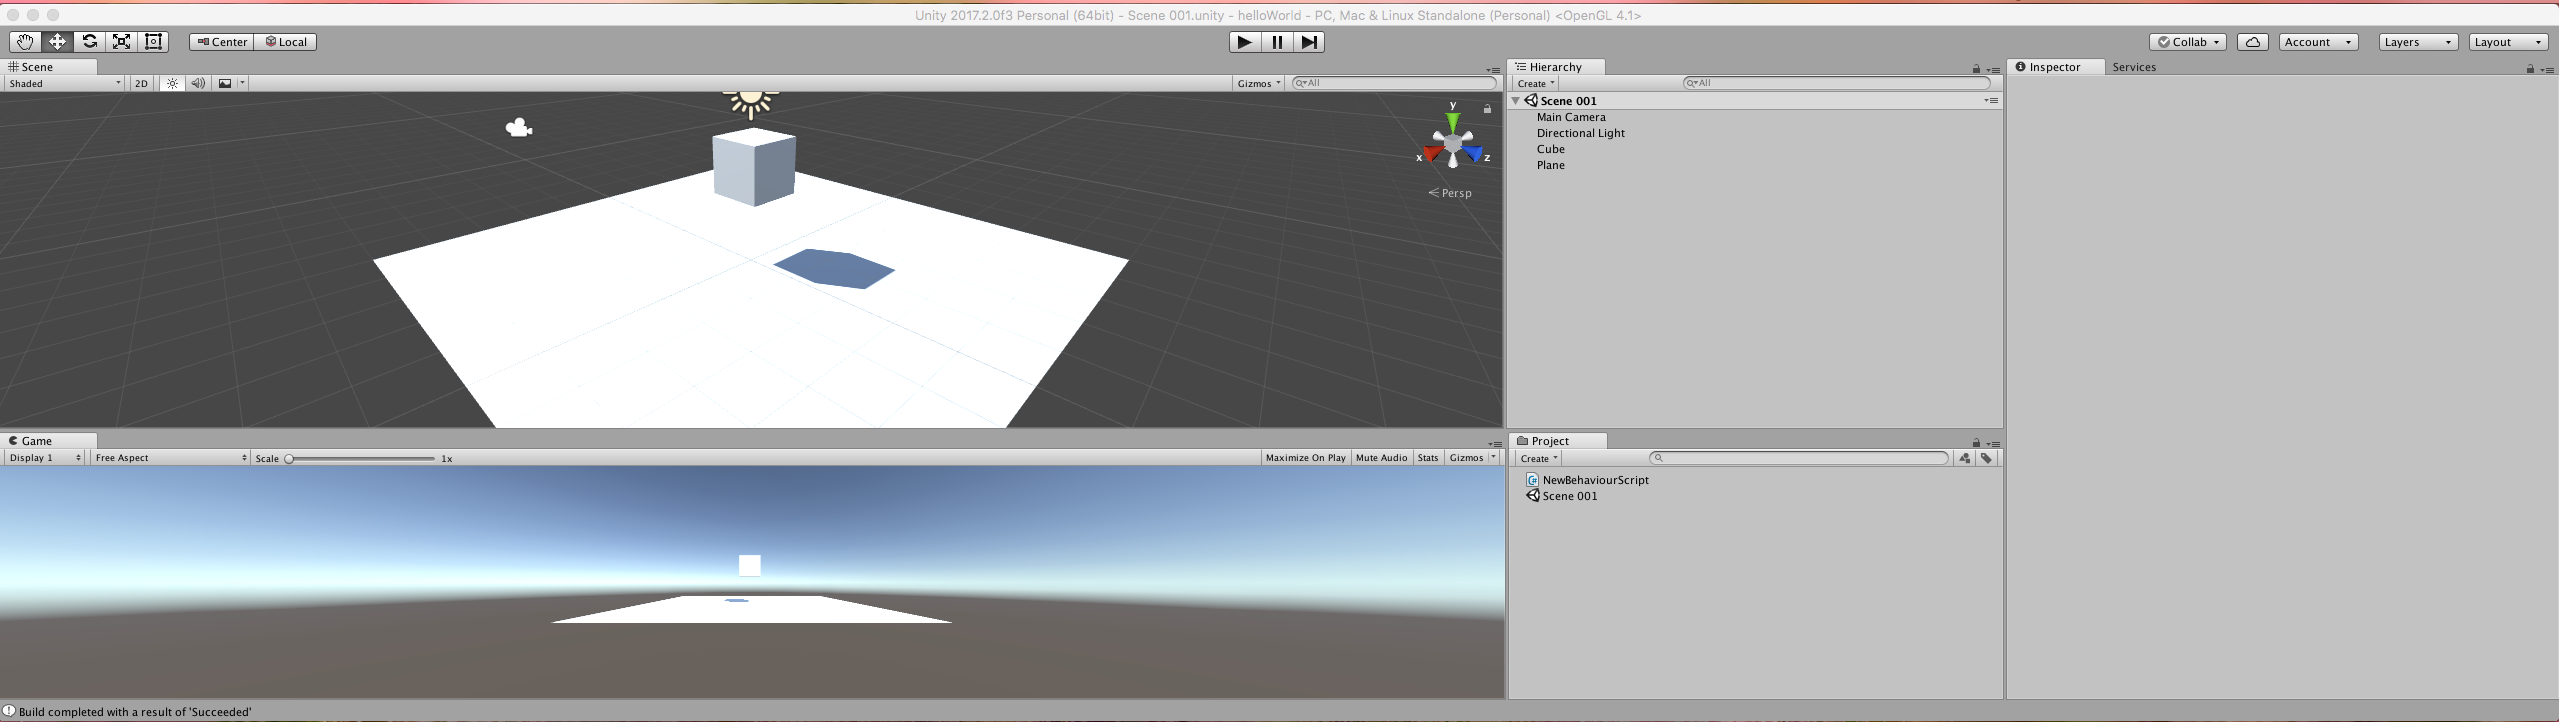 Unity 2017.2.0f3 Personal (64bit) - Scene 001.unity - helloWorld - PC, Mac & Linux Standalone (Personal) <OpenGL 4.1>
Center Local Collab Account Layers Layout
Scene
Shaded 2D Gizmos All
y
x z
Persp
Hierarchy
Create All
Scene 001
Main Camera
Directional Light
Cube
Plane
Inspector Services
Game
Display 1 Free Aspect Scale 1x Maximize On Play Mute Audio Stats Gizmos
Project
Create
C#
NewBehaviourScript
Scene 001
Build completed with a result of 'Succeeded'